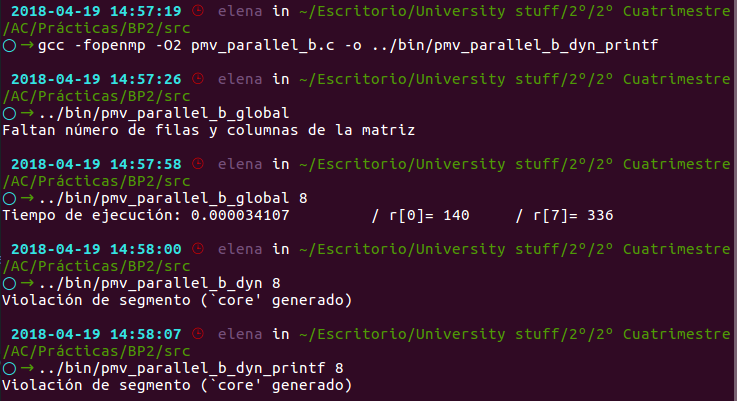 2018-04-19 14:57:19 elena in ~/Escritorio/University stuff/2º/2º Cuatrimestre
/AC/Prácticas/BP2/src
○ → gcc -fopenmp -O2 pmv_parallel_b.c -o ../bin/pmv_parallel_b_dyn_printf
2018-04-19 14:57:26 elena in ~/Escritorio/University stuff/2º/2º Cuatrimestre
/AC/Prácticas/BP2/src
○ → ../bin/pmv_parallel_b_global
Faltan número de filas y columnas de la matriz
2018-04-19 14:57:58 elena in ~/Escritorio/University stuff/2º/2º Cuatrimestre
/AC/Prácticas/BP2/src
○ → ../bin/pmv_parallel_b_global 8
Tiempo de ejecución: 0.000034107 / r[0]= 140 / r[7]= 336
2018-04-19 14:58:00 elena in ~/Escritorio/University stuff/2º/2º Cuatrimestre
/AC/Prácticas/BP2/src
○ → ../bin/pmv_parallel_b_dyn 8
Violación de segmento (`core' generado)
2018-04-19 14:58:07 elena in ~/Escritorio/University stuff/2º/2º Cuatrimestre
/AC/Prácticas/BP2/src
○ → ../bin/pmv_parallel_b_dyn_printf 8
Violación de segmento (`core' generado)